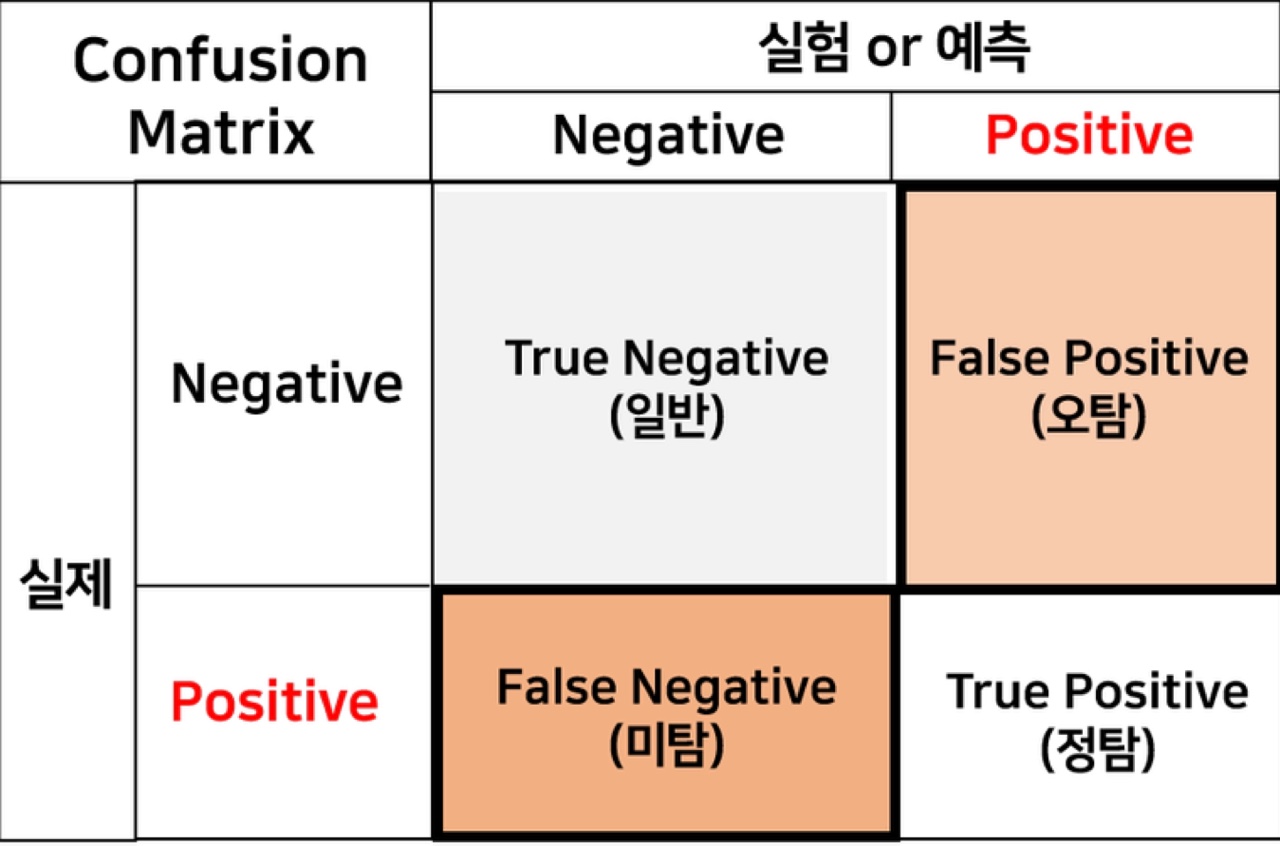 Confusion
Matrix
실험 or 예측
Negative
Positive
실제
Negative
True Negative
(일반)
False Positive
(오탐)
Positive
False Negative
(미탐)
True Positive
(정탐)